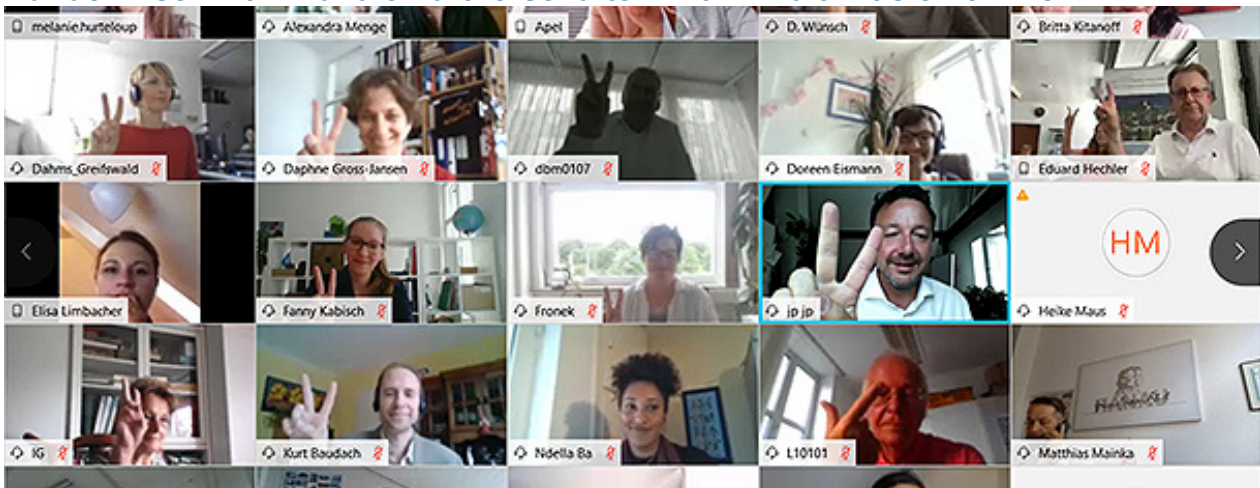 melanie.hurteloup
Alexandra Menge
Apel
D. Wünsch
Britta Kitanoff
Dahms_Greifswald
Daphne Gross-Jansen
dbm0107
Doreen Eismann
Eduard Hechler
HM
Elisa Limbacher
Fanny Kabisch
Fronek
jp jp
Heike Maus
IG
Kurt Baudach
Ndella Ba
L10101
Matthias Mainka